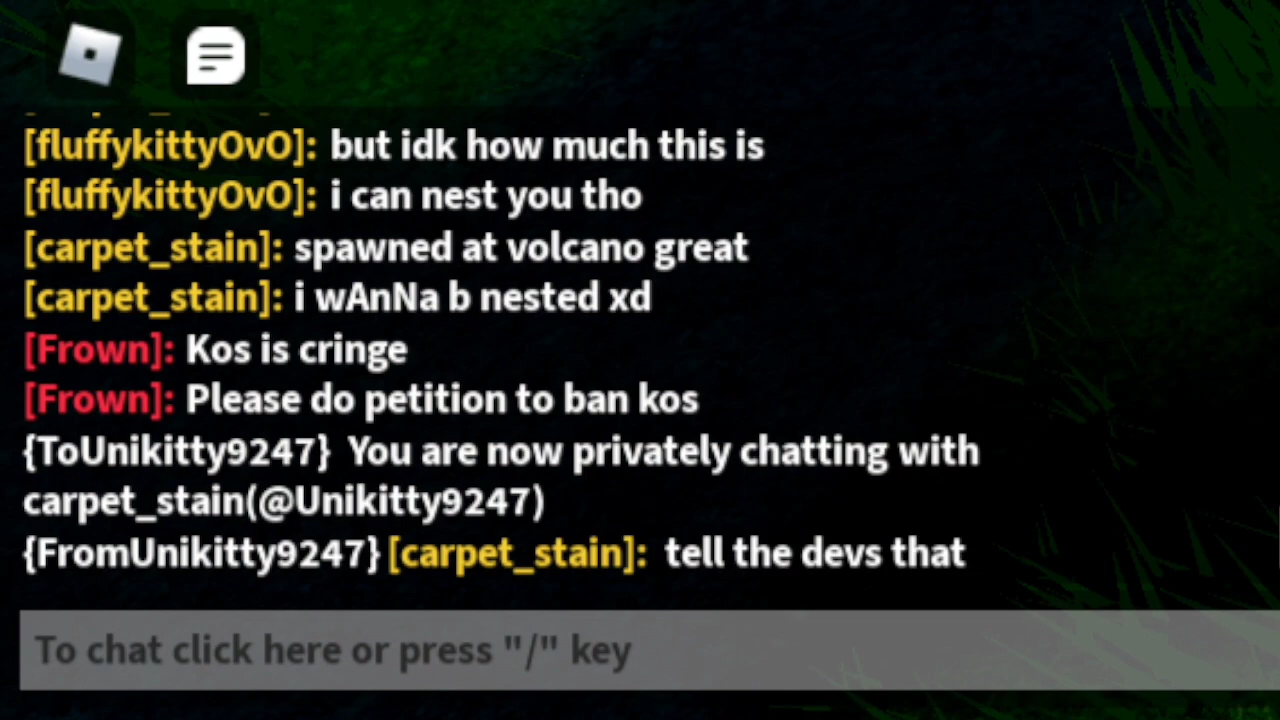 [fluffykittyOvO]: but idk how much this is
[fluffykittyOvO]: i can nest you tho
[carpet_stain]: spawned at volcano great
[carpet_stain]: i wAnNa b nested xd
[Frown]: Kos is cringe
[Frown]: Please do petition to ban kos
{ToUnikitty9247} You are now privately chatting with
carpet_stain(@Unikitty9247)
{FromUnikitty9247} [carpet_stain]: tell the devs that
To chat click here or press "/" key